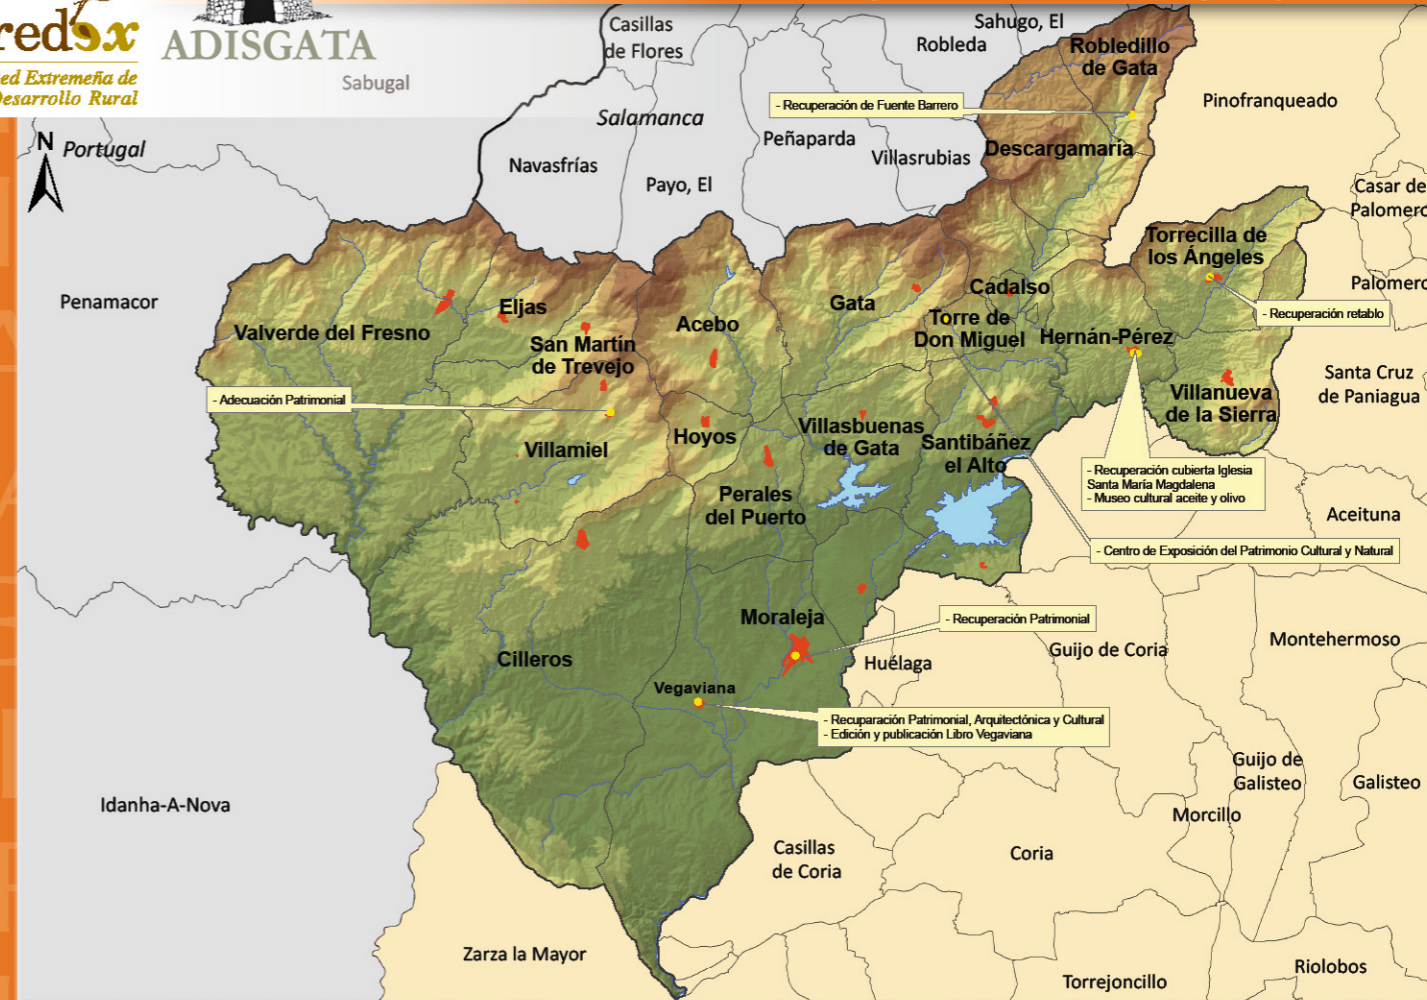 redex
ed Extremeña de
Desarrollo Rural
ADISGATA
Sabugal
Casillas
de Flores
Sahugo, El
Robleda
Robledillo
de Gata
Pinofranqueado
- Recuperación de Fuente Barrero
Salamanca
Peñaparda
Villasrubias
Descargamaría
N
Portugal
Navasfrías
Payo, El
Casar de
Palomero
Torrecilla de
los Ángeles
Palomero
Penamacor
Valverde del Fresno
Eljas
San Martín
de Trevejo
Acebo
Gata
Cadalso
Torre de
Don Miguel
Hernán-Pérez
- Recuperación retablo
Santa Cruz
de Paniagua
Villanueva
de la Sierra
- Adecuación Patrimonial
Villamiel
Hoyos
Villasbuenas
de Gata
Santibáñez
el Alto
- Recuperación cubierta Iglesia
Santa María Magdalena
- Museo cultural aceite y olivo
Perales
del Puerto
Aceituna
- Centro de Exposición del Patrimonio Cultural y Natural
Moraleja
- Recuperación Patrimonial
Cilleros
Huélaga
Guijo de Coria
Montehermoso
Vegaviana
- Recuparación Patrimonial, Arquitectónica y Cultural
- Edición y publicación Libro Vegaviana
Idanha-A-Nova
Guijo de
Galisteo
Galisteo
Morcillo
Casillas
de Coria
Coria
Zarza la Mayor
Torrejoncillo
Riolobos